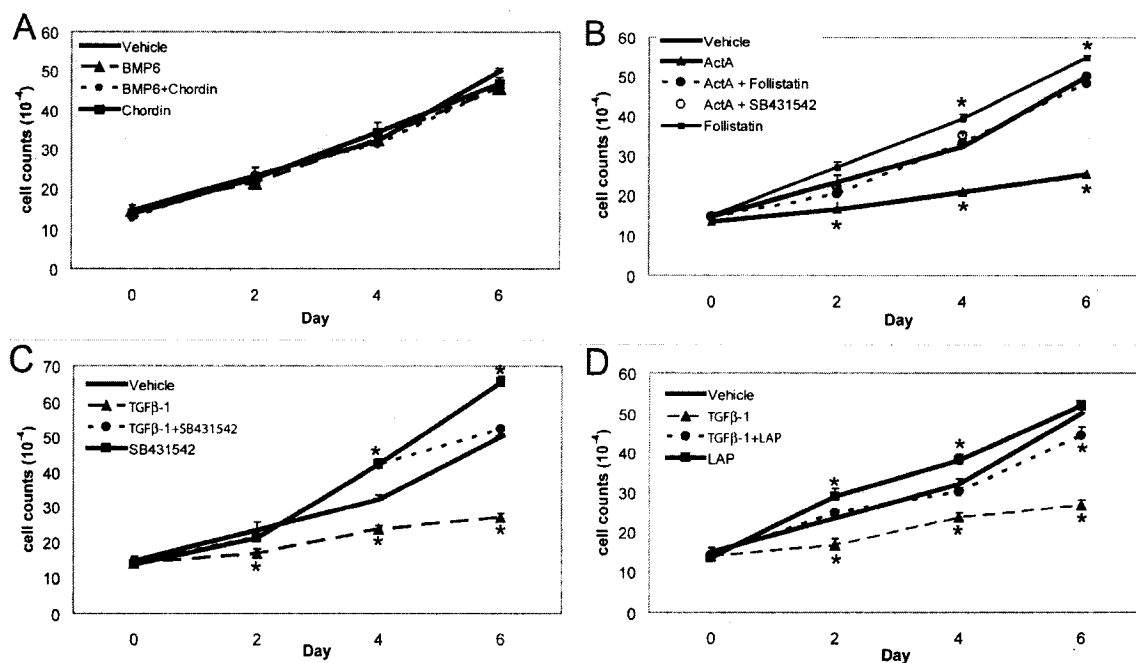 A
Vehicle
BMP6
BMP6+Chordin
Chordin
cell counts (10⁻⁴)
60
50
40
30
20
10
0
0 2 4 6
Day
B
Vehicle
ActA
ActA + Follistatin
ActA + SB431542
Follistatin
cell counts (10⁻⁴)
60
50
40
30
20
10
0
* * * * *
0 2 4 6
Day
C
Vehicle
TGFβ-1
TGFβ-1+SB431542
SB431542
cell counts (10⁻⁴)
70
60
50
40
30
20
10
0
* * * * *
0 2 4 6
Day
D
Vehicle
TGFβ-1
TGFβ-1+LAP
LAP
cell counts (10⁻⁴)
60
50
40
30
20
10
0
* * * * * *
0 2 4 6
Day